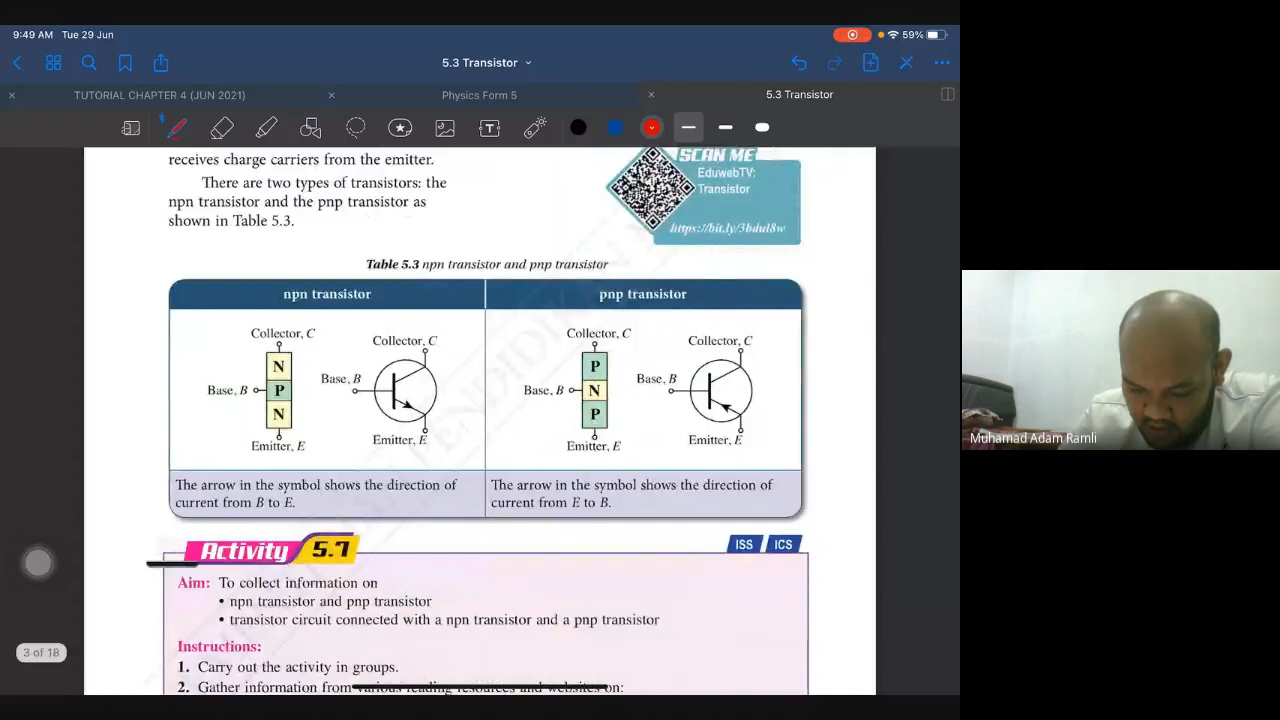 9:49 AM Tue 29 Jun
59%
5.3 Transistor
TUTORIAL CHAPTER 4 (JUN 2021)
Physics Form 5
5.3 Transistor
receives charge carriers from the emitter.
There are two types of transistors: the
npn transistor and the pnp transistor as
shown in Table 5.3.
SCAN ME
EduwebTV:
Transistor
https://bit.ly/3bdul8w
Table 5.3 npn transistor and pnp transistor
npn transistor
pnp transistor
Collector, C
N
Base, B
P
N
Emitter, E
Collector, C
Base, B
Emitter, E
Collector, C
P
Base, B
N
P
Emitter, E
Collector, C
Base, B
Emitter, E
The arrow in the symbol shows the direction of
current from B to E.
The arrow in the symbol shows the direction of
current from E to B.
Activity 5.7
ISS
ICS
Aim: To collect information on
• npn transistor and pnp transistor
• transistor circuit connected with a npn transistor and a pnp transistor
Instructions:
1. Carry out the activity in groups.
2. Gather information from various reading resources and websites on:
3 of 18
Muhamad Adam Ramli